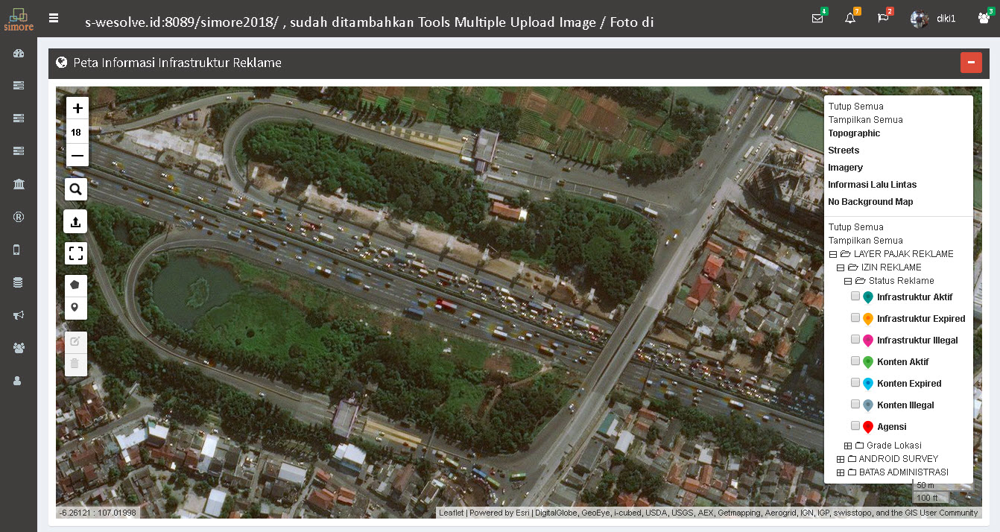 simore
s-wesolve.id:8089/simore2018/ , sudah ditambahkan Tools Multiple Upload Image / Foto di
4
7
2
diki1
3
Peta Informasi Infrastruktur Reklame
+
18
—
Tutup Semua
Tampilkan Semua
Topographic
Streets
Imagery
Informasi Lalu Lintas
No Background Map
Tutup Semua
Tampilkan Semua
LAYER PAJAK REKLAME
IZIN REKLAME
Status Reklame
Infrastruktur Aktif
Infrastruktur Expired
Infrastruktur Illegal
Konten Aktif
Konten Expired
Konten Illegal
Agensi
Grade Lokasi
ANDROID SURVEY
BATAS ADMINISTRASI
50 m
100 ft
-6.26121 : 107.01998
Leaflet | Powered by Esri | DigitalGlobe, GeoEye, i-cubed, USDA, USGS, AEX, Getmapping, Aerogrid, IGN, IGP, swisstopo, and the GIS User Community